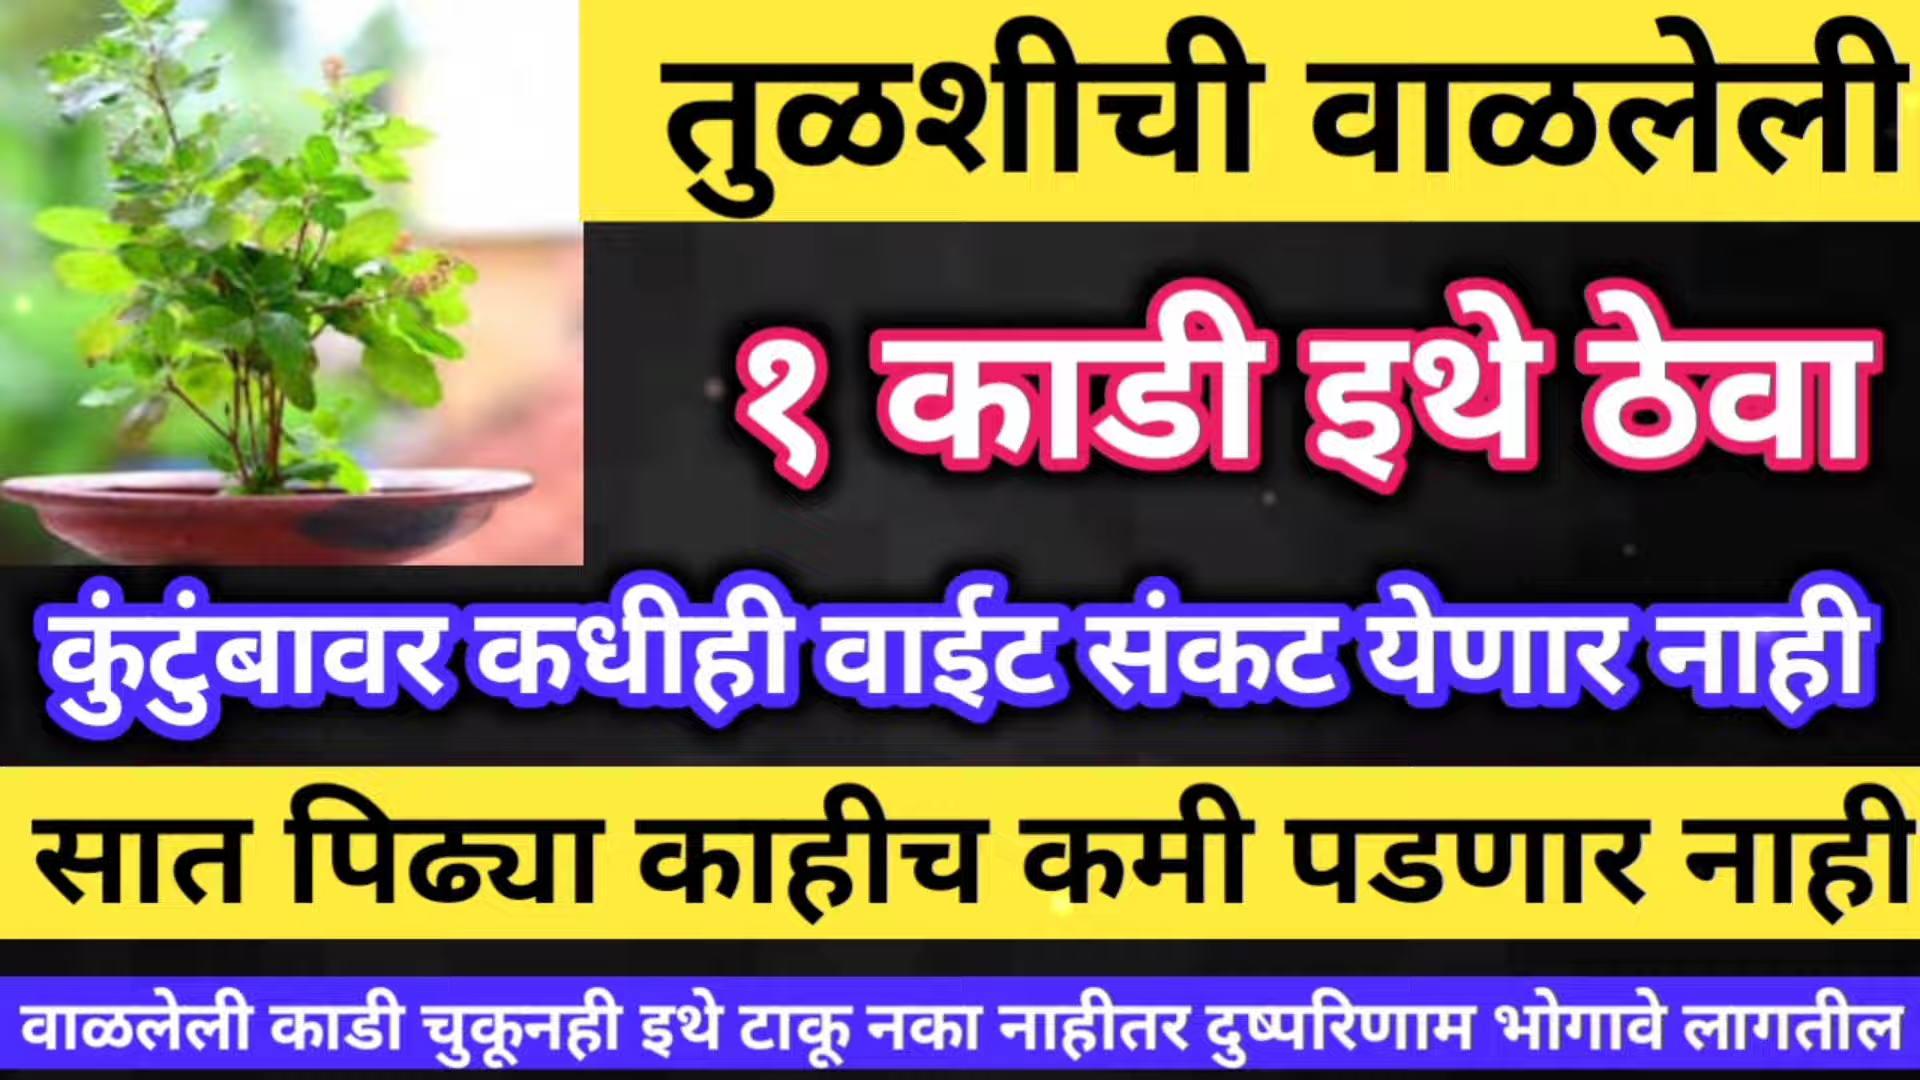 तुळशीची वाळलेली
१ काडी इथे ठेवा
कुंटुंबावर कधीही वाईट संकट येणार नाही
सात पिढ्या काहीच कमी पडणार नाही
वाळलेली काडी चुकूनही इथे टाकू नका नाहीतर दुष्परिणाम भोगावे लागतील